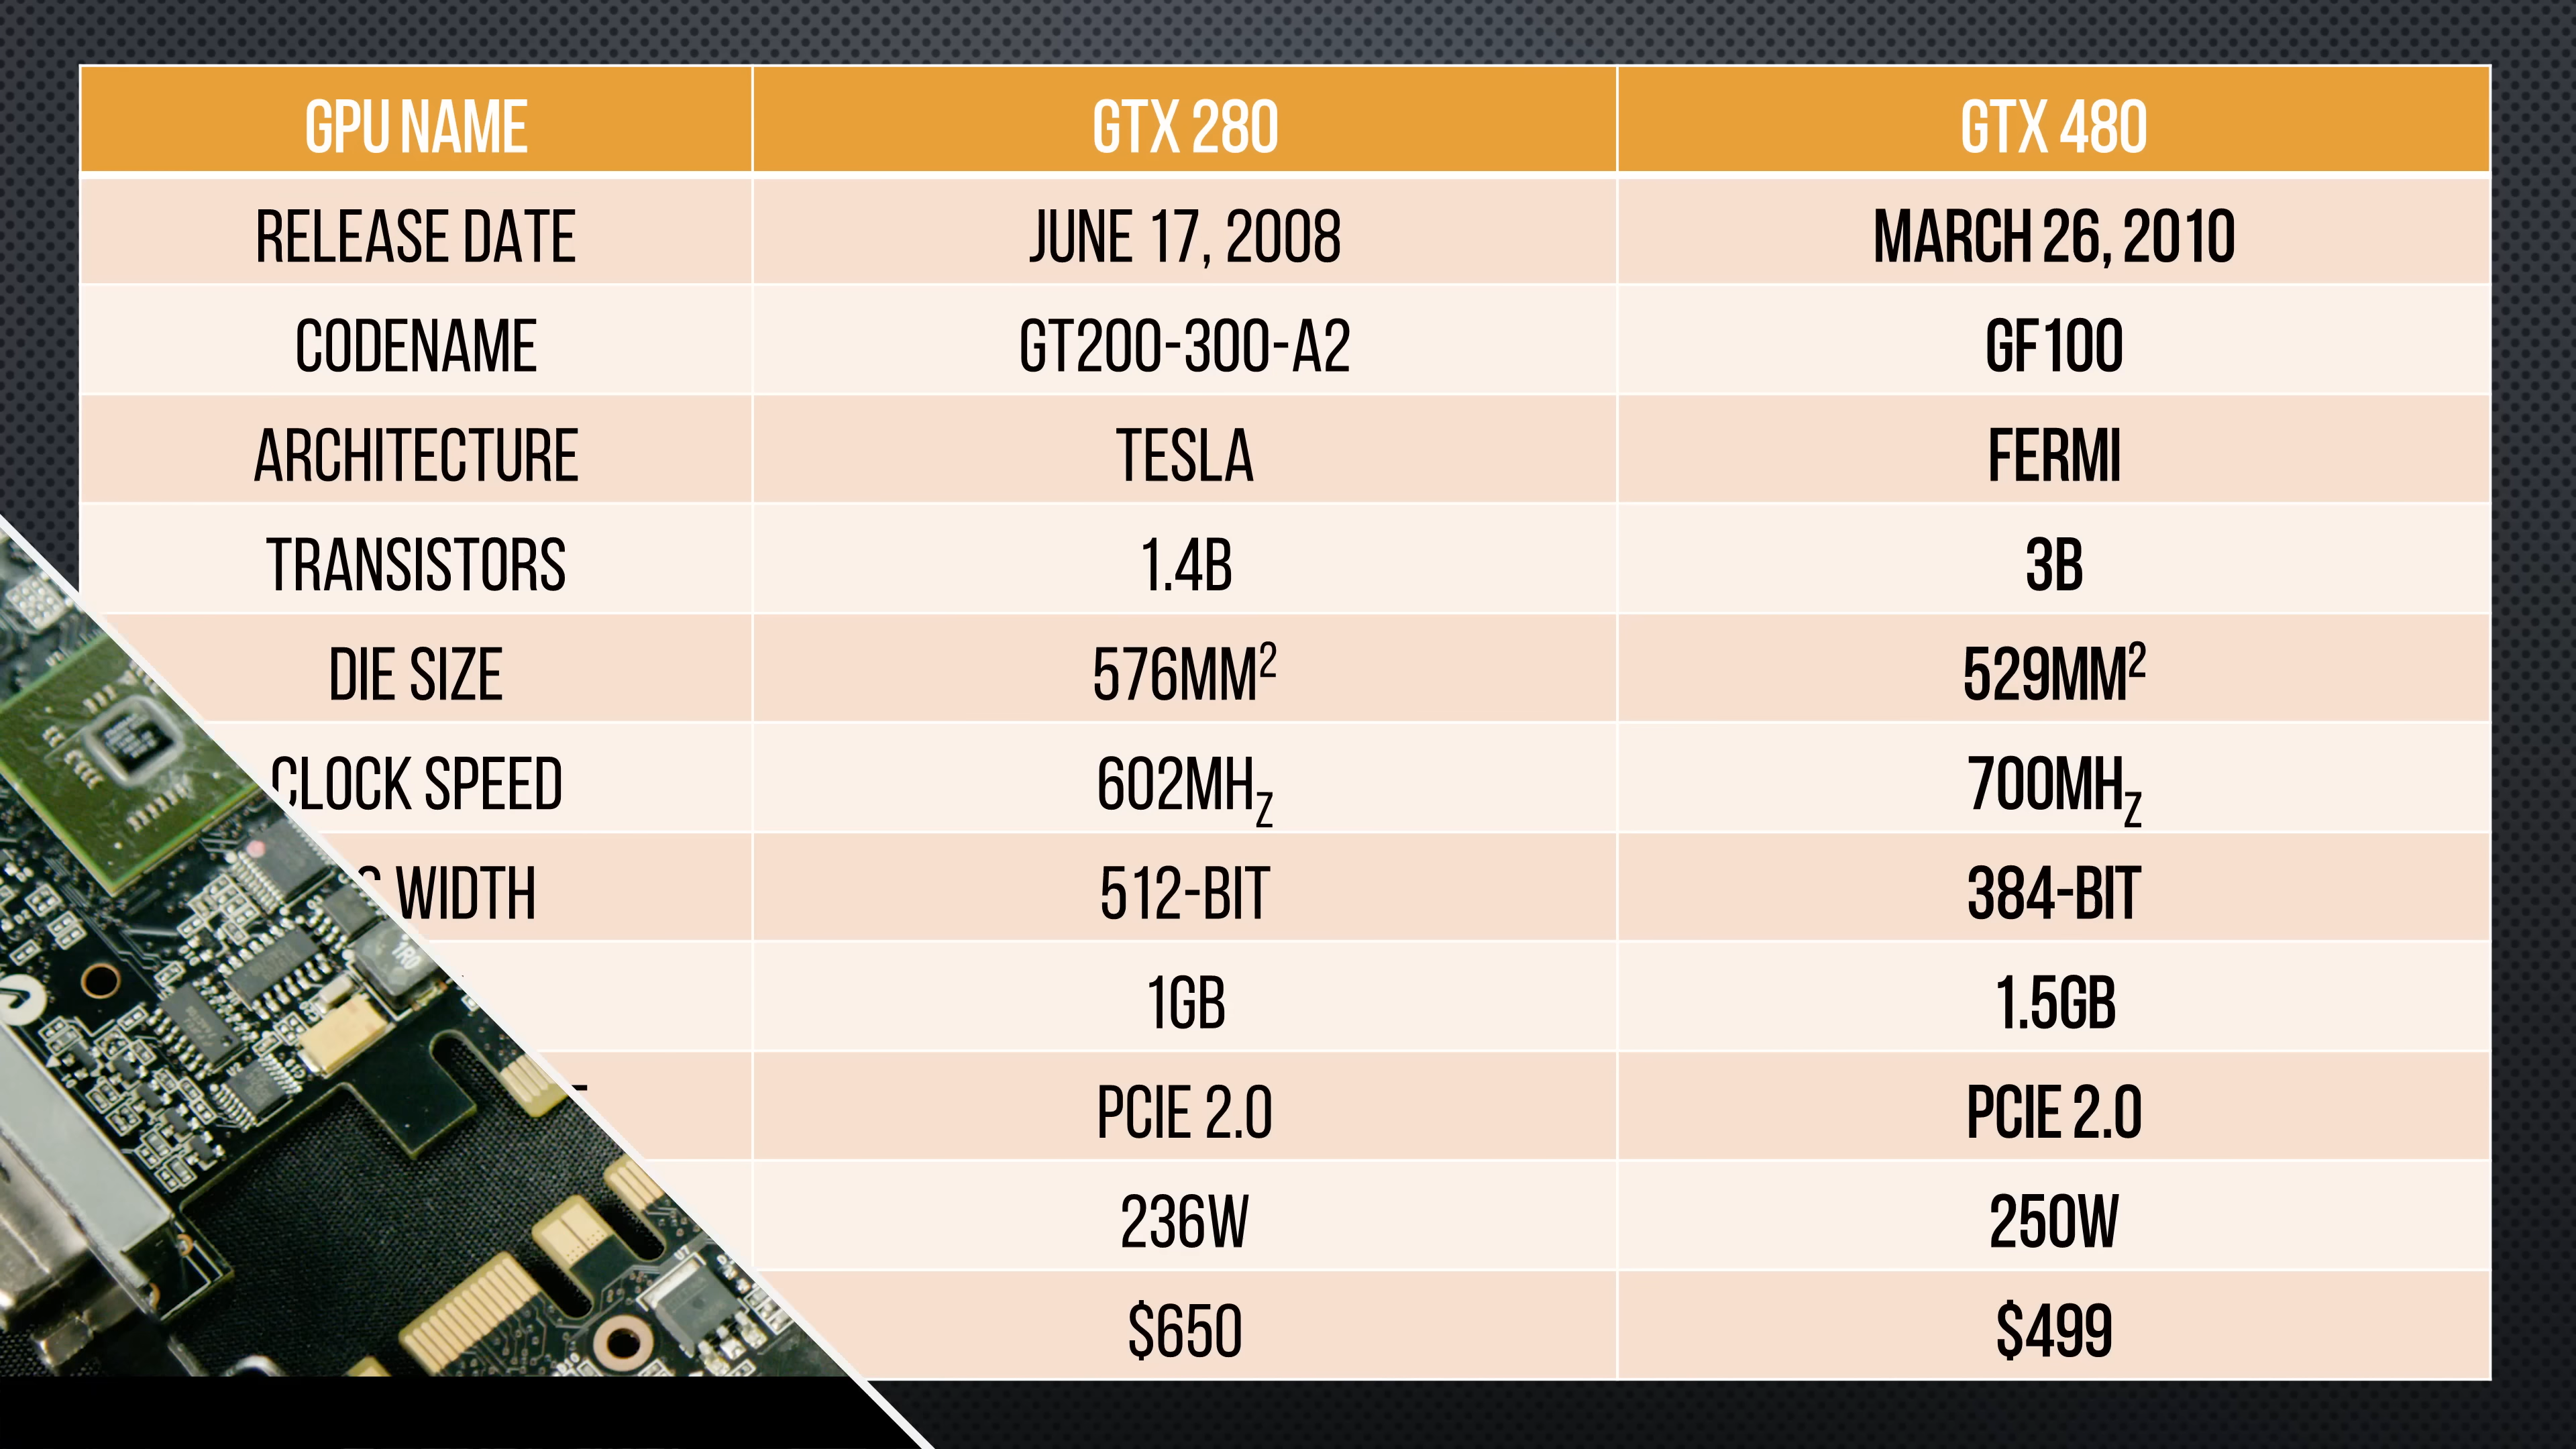 GPU NAME GTX 280 GTX 480
RELEASE DATE JUNE 17, 2008 MARCH 26, 2010
CODENAME GT200-300-A2 GF100
ARCHITECTURE TESLA FERMI
TRANSISTORS 1.4B 3B
DIE SIZE 576MM² 529MM²
CLOCK SPEED 602MHZ 700MHZ
WIDTH 512-BIT 384-BIT
1GB 1.5GB
PCIE 2.0 PCIE 2.0
236W 250W
$650 $499
1R0
U7